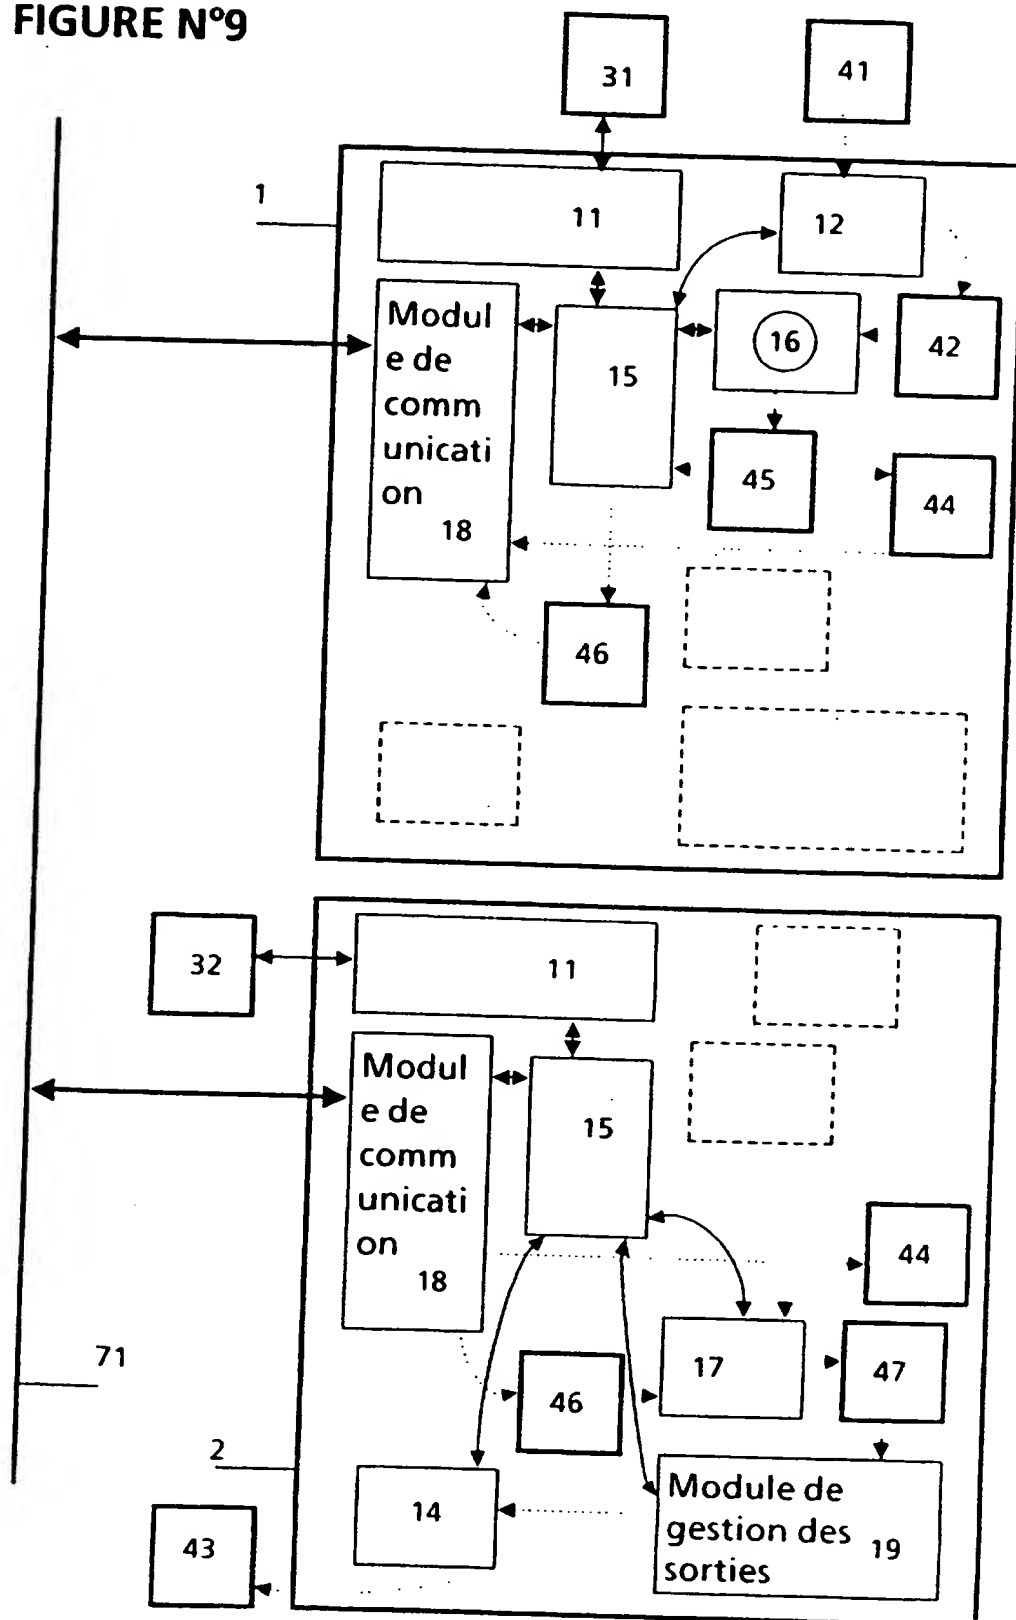 FIGURE N°9
31
41
1
11
12
Modul
e de
comm
unicati
on
18
15
16
42
45
44
46
32
11
Modul
e de
comm
unicati
on
18
15
44
71
17
47
46
2
14
Module de
gestion des
sorties
19
43